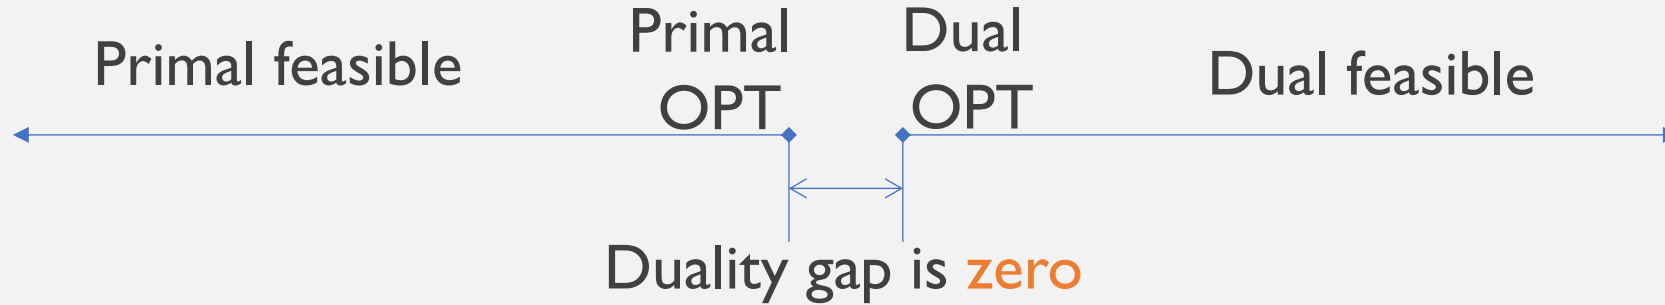 Primal feasible
Primal
OPT
Dual
OPT
Dual feasible
Duality gap is zero